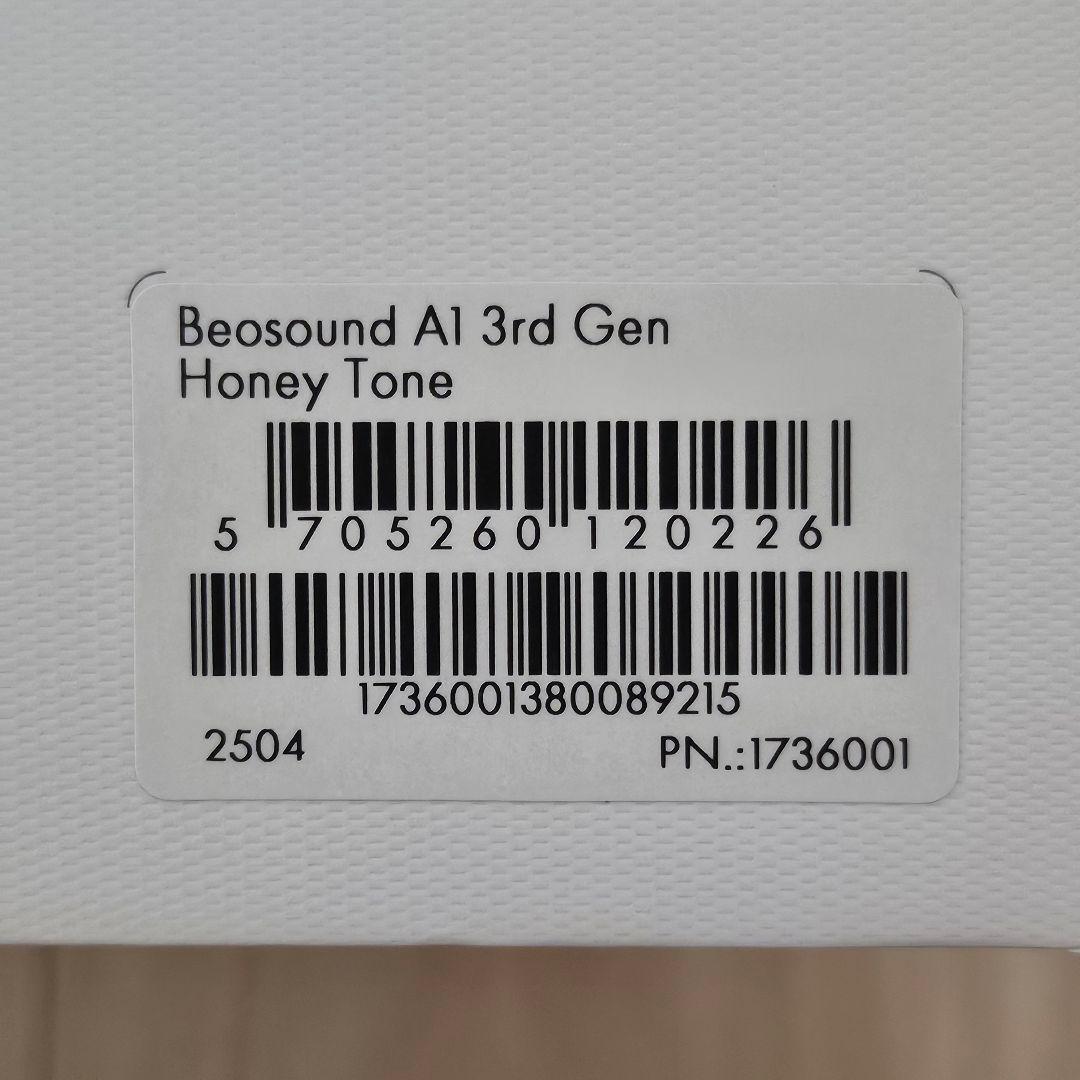 Beosound A1 3rd Gen
Honey Tone
5 705260 120226
1736001380089215
2504 PN.:1736001